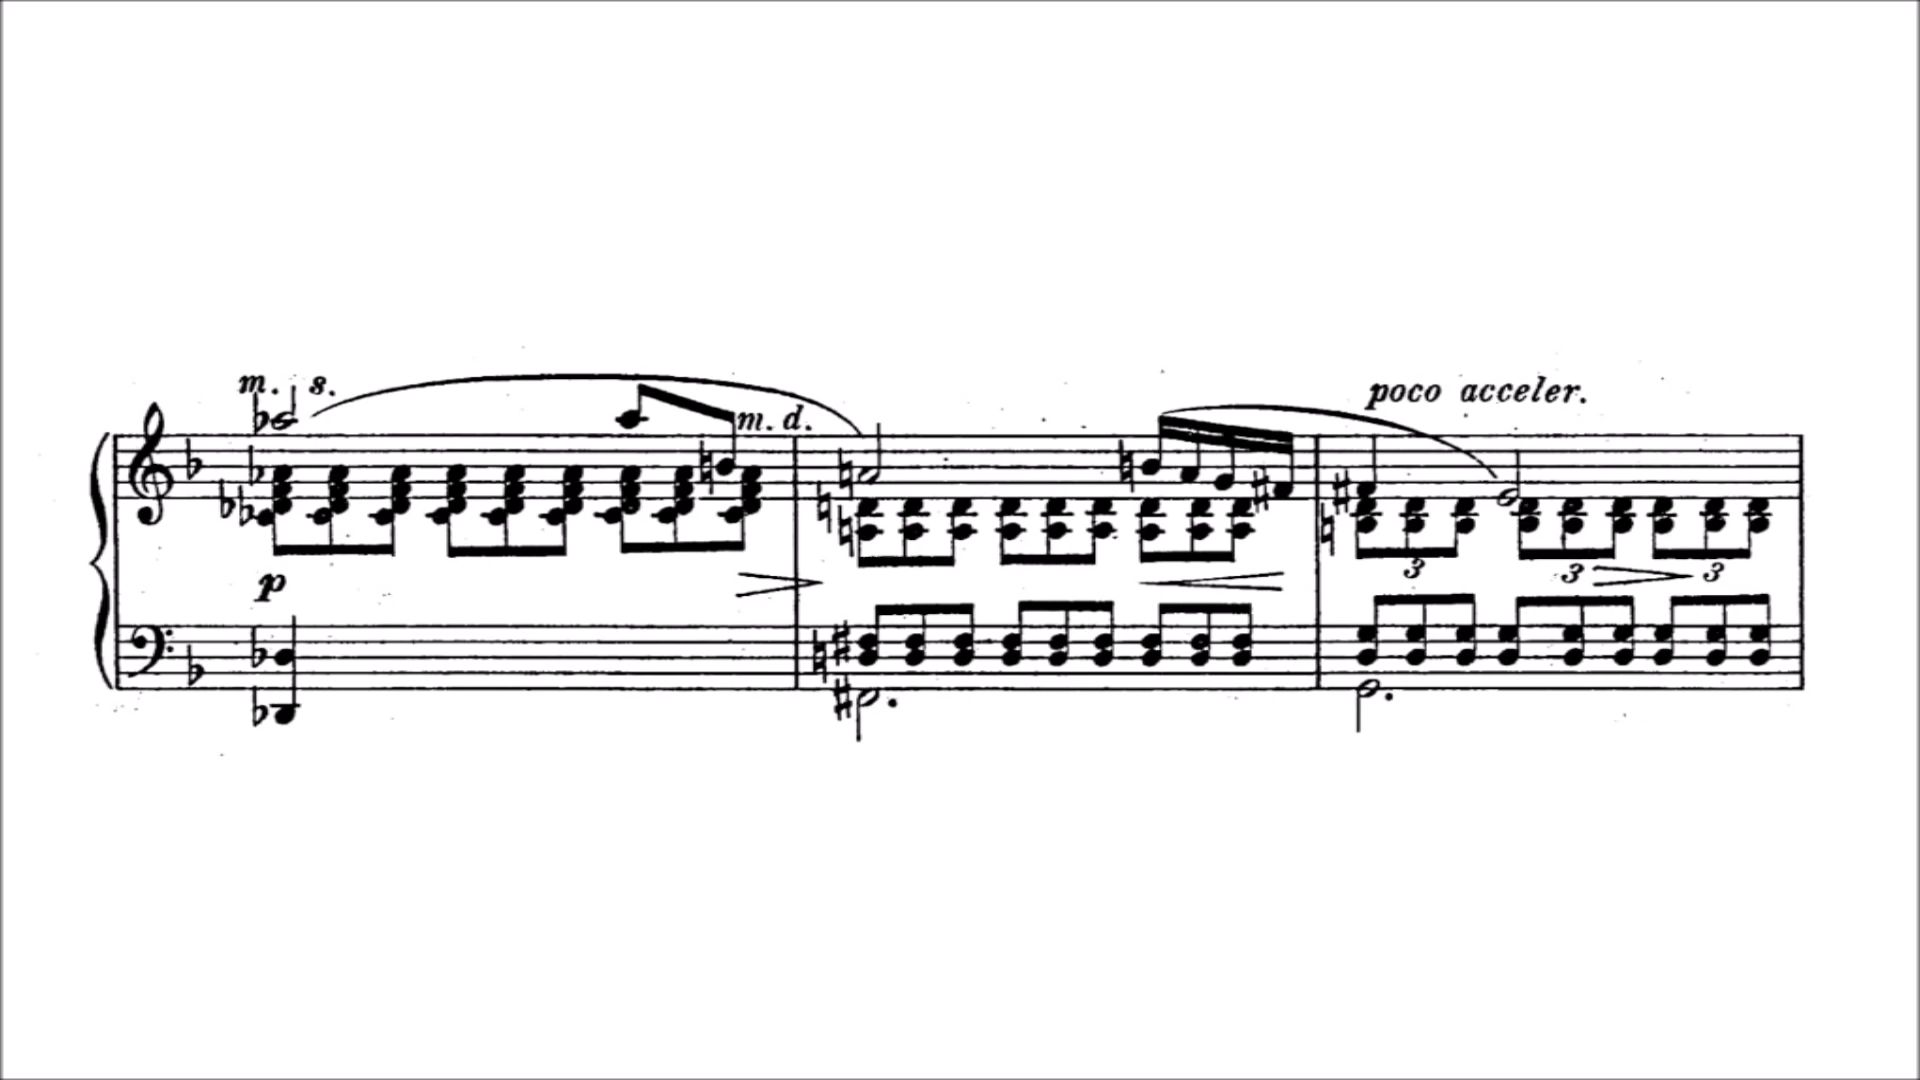 m. s.
poco acceler.
m. d.
p
3 3 3